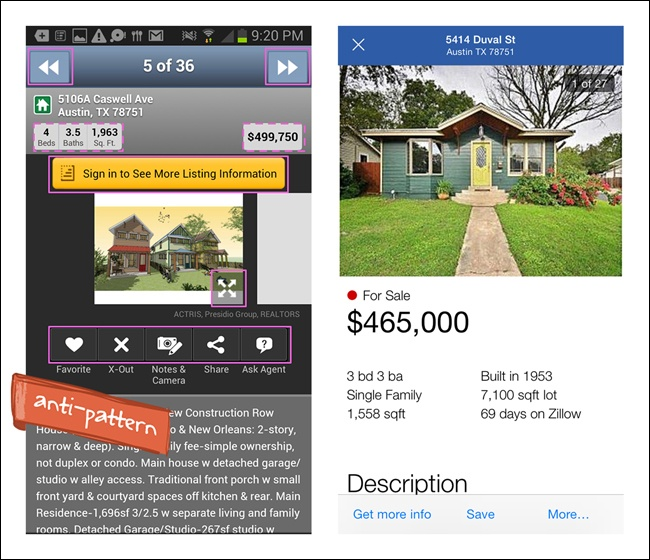 9:20 PM
5 of 36
5106A Caswell Ave
Austin, TX 78751
4 3.5 1,963
Beds Baths Sq. Ft.
$499,750
Sign in to See More Listing Information
ACTRIS, Presidio Group, REALTORS
Favorite X-Out Notes & Camera Share Ask Agent
anti-pattern
ew Construction Row
Hous o & New Orleans: 2-story,
narrow & deep). Sing ily fee-simple ownership,
not duplex or condo. Main house w detached garage/
studio w alley access. Traditional front porch w small
front yard & courtyard spaces off kitchen & rear. Main
Residence-1,996sf 3/2.5 w separate living and family
rooms. Detached Garage/Studio-267sf studio w
5414 Duval St
Austin TX 78751
1 of 27
For Sale
$465,000
3 bd 3 ba
Single Family
1,558 sqft
Built in 1953
7,100 sqft lot
69 days on Zillow
Description
Get more info Save More...